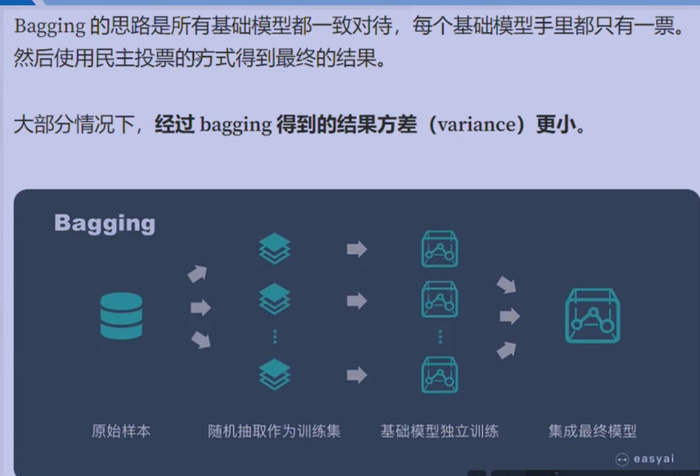 Bagging 的思路是所有基础模型都一致对待，每个基础模型手里都只有一票。
然后使用民主投票的方式得到最终的结果。
大部分情况下，经过 bagging 得到的结果方差（variance）更小。
Bagging
原始样本
随机抽取作为训练集
基础模型独立训练
集成最终模型
easyai